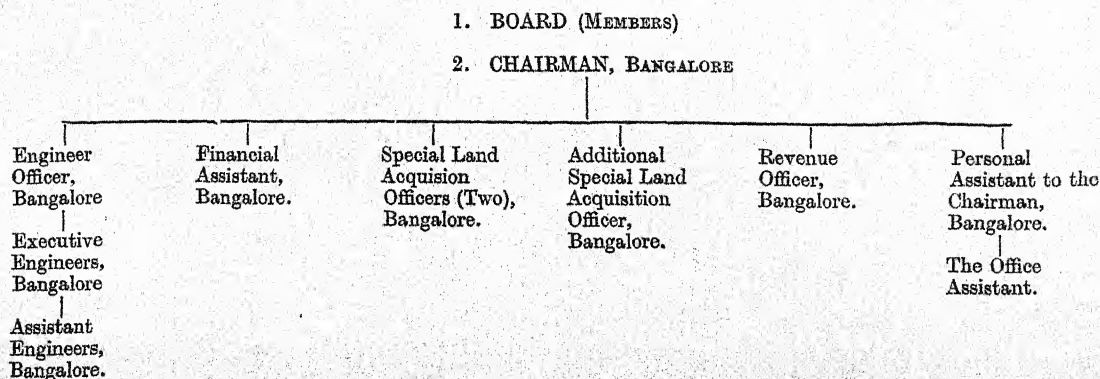 1. BOARD (MEMBERS)
2. CHAIRMAN, BANGALORE
Engineer
Officer,
Bangalore
Executive
Engineers,
Bangalore
Assistant
Engineers,
Bangalore.
Financial
Assistant,
Bangalore.
Special Land
Acquision
Officers (Two),
Bangalore.
Additional
Special Land
Acquisition
Officer,
Bangalore.
Revenue
Officer,
Bangalore.
Personal
Assistant to the
Chairman,
Bangalore.
The Office
Assistant.